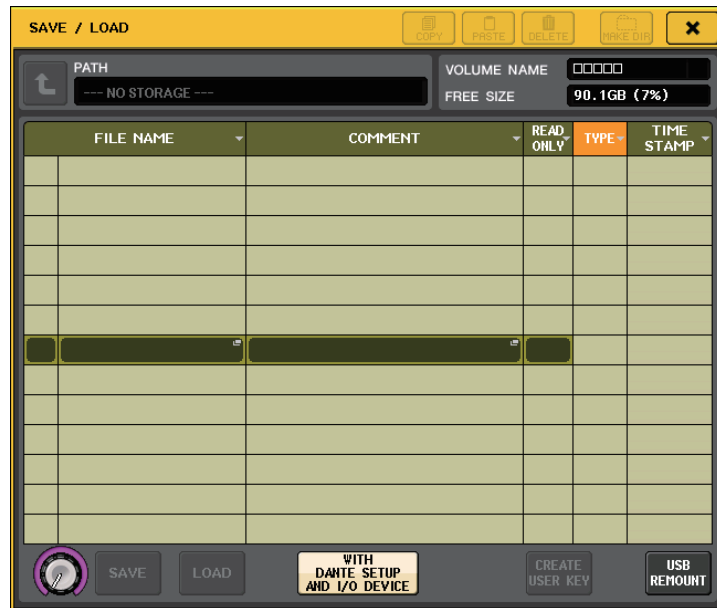 SAVE / LOAD
COPY
PASTE
DELETE
MAKE DIR
PATH
--- NO STORAGE ---
VOLUME NAME
□□□□□
FREE SIZE
90.1GB (7%)
FILE NAME
COMMENT
READ
ONLY
TYPE
TIME
STAMP
SAVE
LOAD
WITH
DANTE SETUP
AND I/O DEVICE
CREATE
USER KEY
USB
REMOUNT